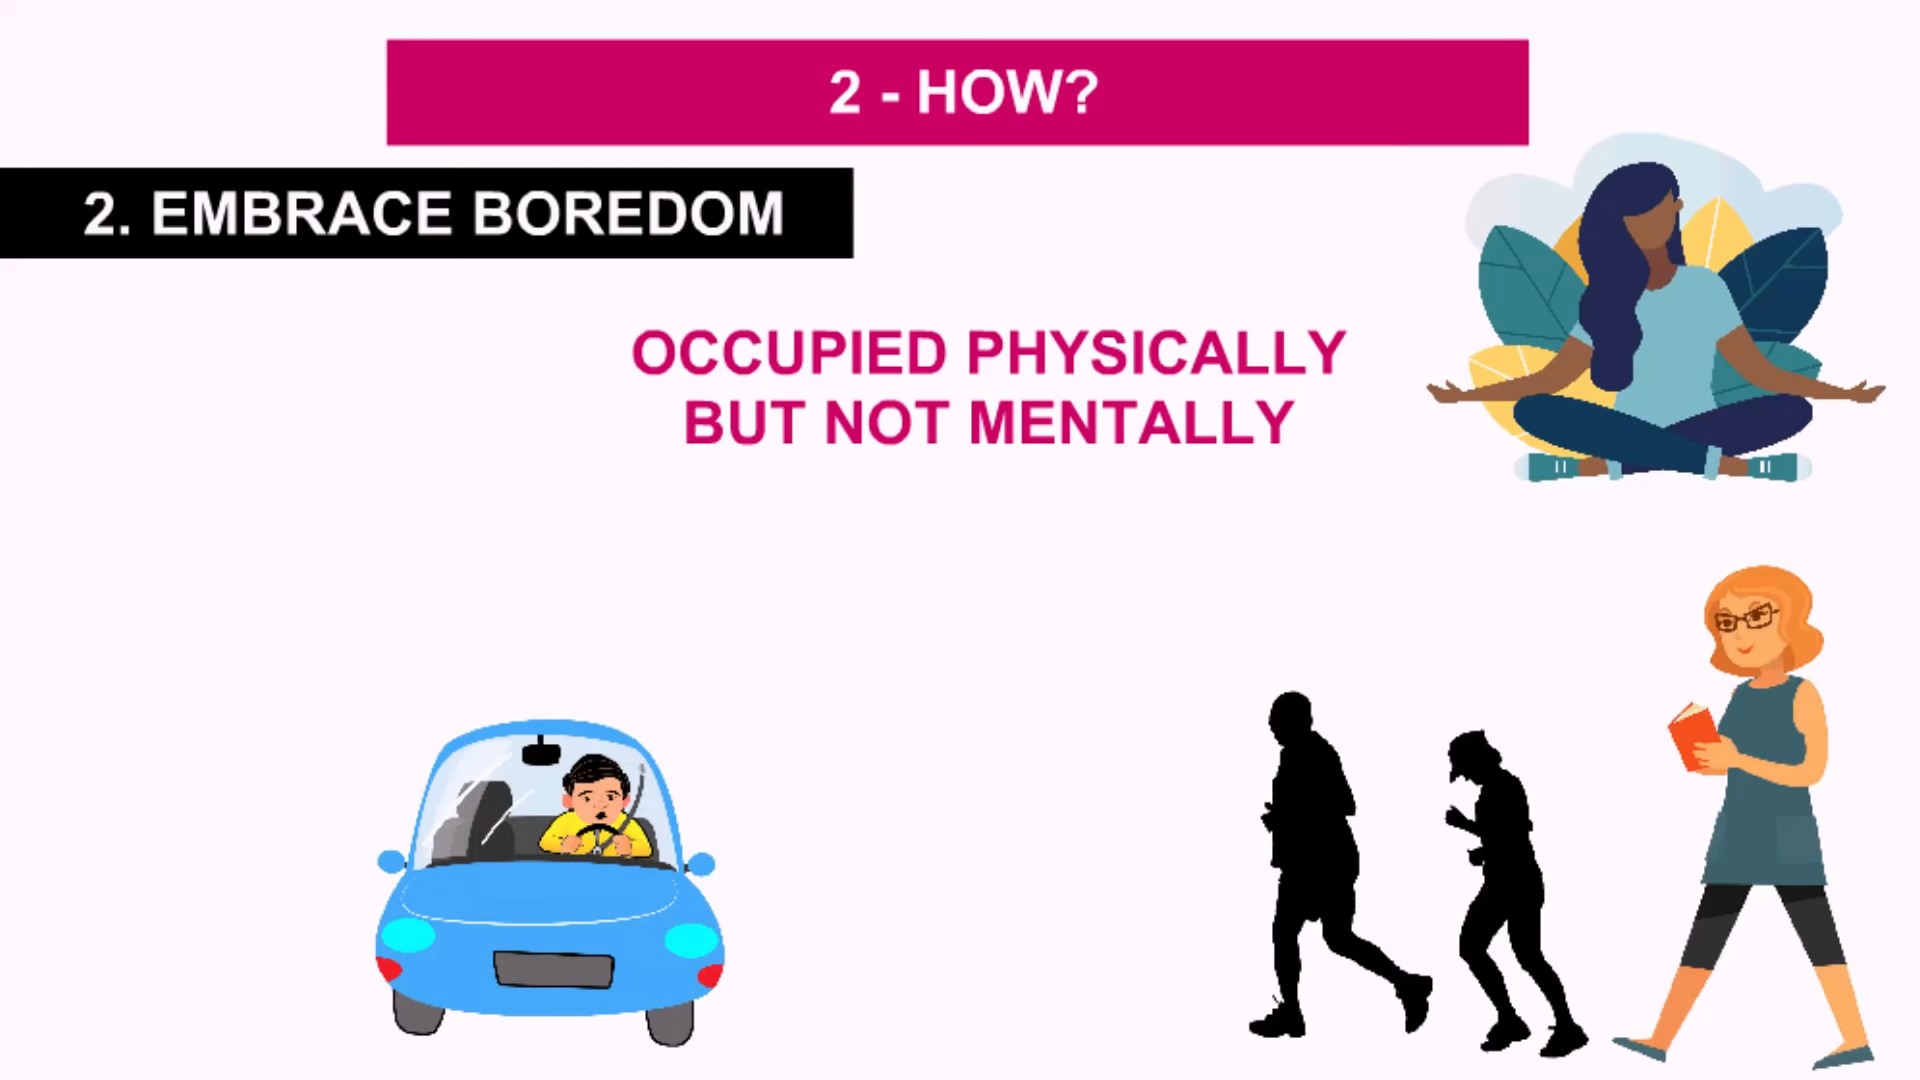 2 - HOW?
2. EMBRACE BOREDOM
OCCUPIED PHYSICALLY
BUT NOT MENTALLY